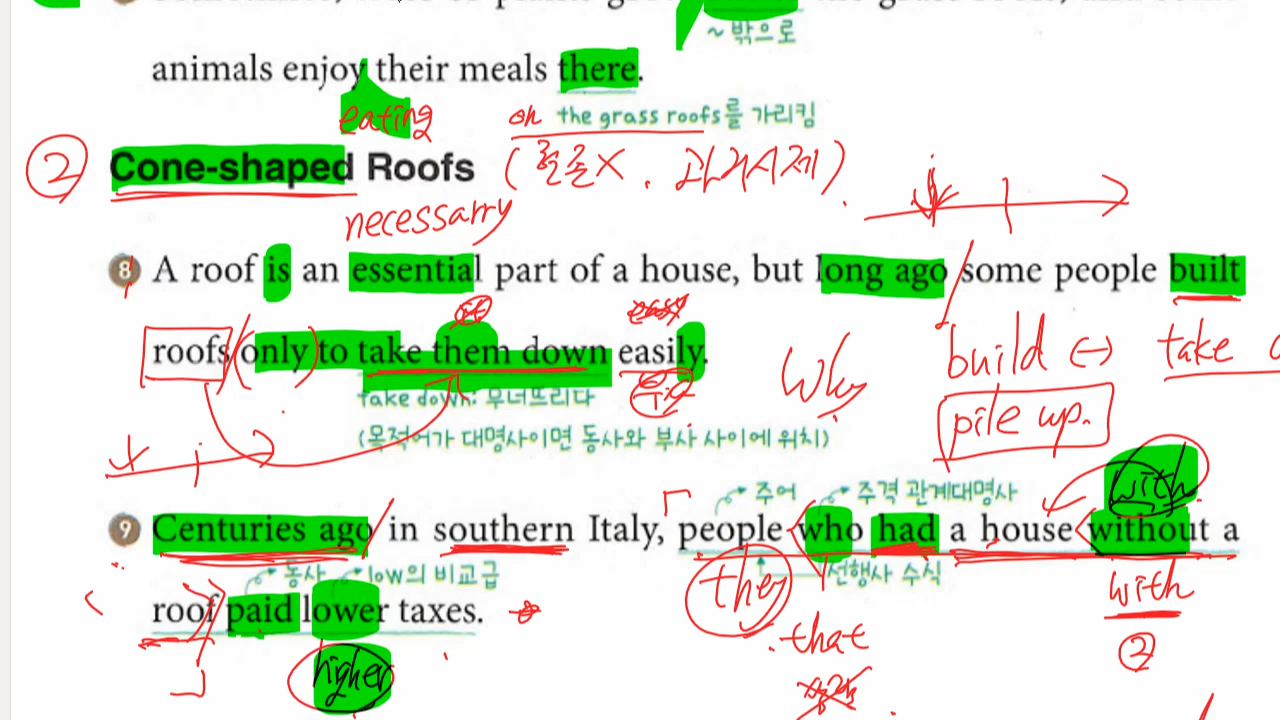 ~ 밖으로
animals enjoy their meals there.
eating
on the grass roofs를 가리킴
② Cone-shaped Roofs (현존X, 과거시제)
necessarry
8 A roof is an essential part of a house, but long ago some people built
it easy
roofs only to take them down easily.
Why build ↔ take
take down: 무너뜨리다
pile up.
(목적어가 대명사이면 동사와 부사 사이에 위치)
주어 주격 관계대명사 with
9 Centuries ago in southern Italy, people who had a house without a
동사 low의 비교급 they 선행사 수식 with
roof paid lower taxes.
that ②
higher